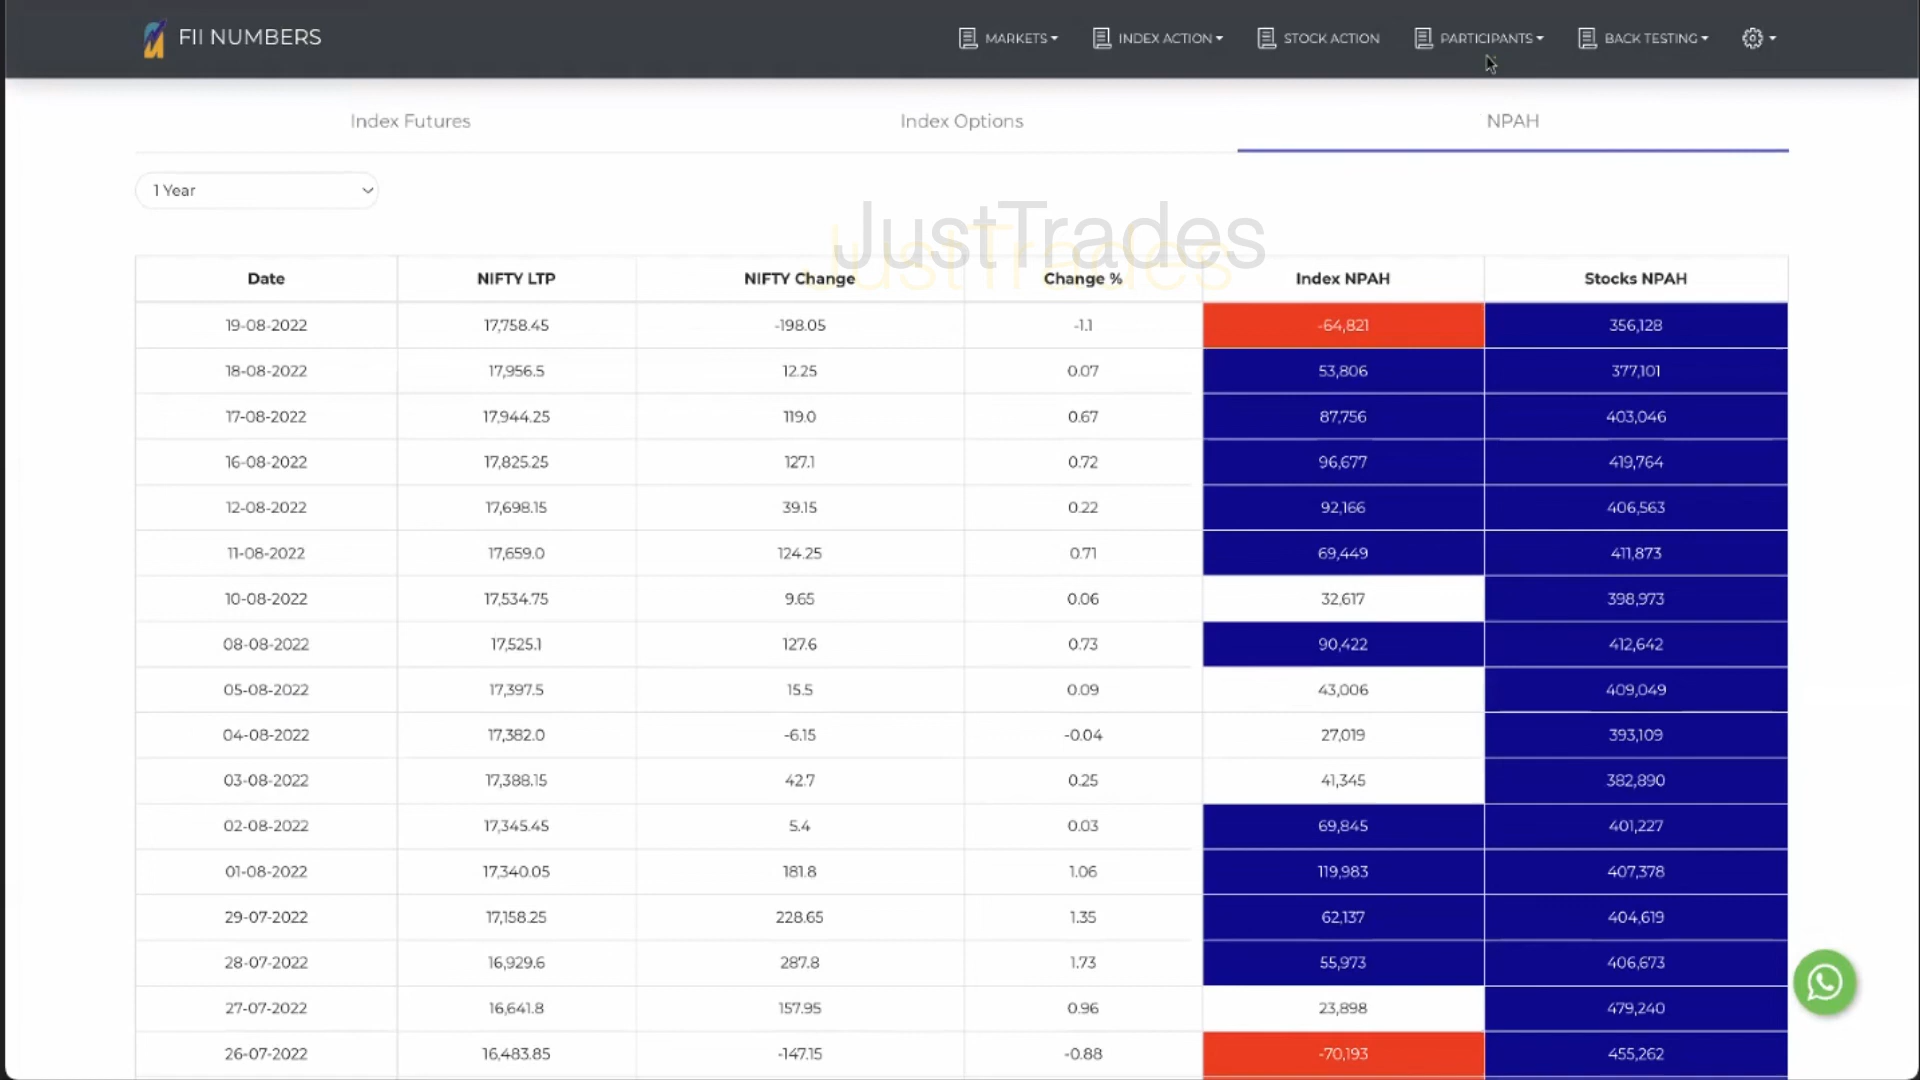 FII NUMBERS MARKETS INDEX ACTION STOCK ACTION PARTICIPANTS BACK TESTING
Index Futures Index Options NPAH
1 Year
JustTrades
JustTrades
Date NIFTY LTP NIFTY Change Change % Index NPAH Stocks NPAH
19-08-2022 17,758.45 -198.05 -1.1 -64,821 356,128
18-08-2022 17,956.5 12.25 0.07 53,806 377,101
17-08-2022 17,944.25 119.0 0.67 87,756 403,046
16-08-2022 17,825.25 127.1 0.72 96,677 419,764
12-08-2022 17,698.15 39.15 0.22 92,166 406,563
11-08-2022 17,659.0 124.25 0.71 69,449 411,873
10-08-2022 17,534.75 9.65 0.06 32,617 398,973
08-08-2022 17,525.1 127.6 0.73 90,422 412,642
05-08-2022 17,397.5 15.5 0.09 43,006 409,049
04-08-2022 17,382.0 -6.15 -0.04 27,019 393,109
03-08-2022 17,388.15 42.7 0.25 41,345 382,890
02-08-2022 17,345.45 5.4 0.03 69,845 401,227
01-08-2022 17,340.05 181.8 1.06 119,983 407,378
29-07-2022 17,158.25 228.65 1.35 62,137 404,619
28-07-2022 16,929.6 287.8 1.73 55,973 406,673
27-07-2022 16,641.8 157.95 0.96 23,898 479,240
26-07-2022 16,483.85 -147.15 -0.88 -70,193 455,262